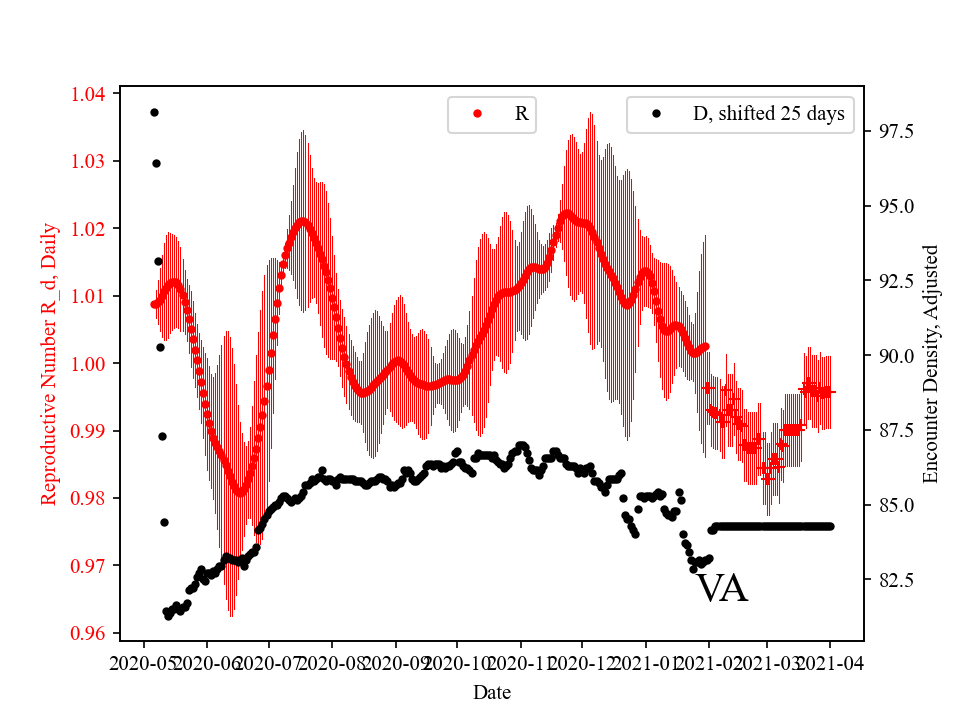 R
D, shifted 25 days
Reproductive Number R_d, Daily
1.04
1.03
1.02
1.01
1.00
0.99
0.98
0.97
0.96
97.5
95.0
92.5
90.0
87.5
85.0
82.5
Encounter Density, Adjusted
VA
2020-05 2020-06 2020-07 2020-08 2020-09 2020-10 2020-11 2020-12 2021-01 2021-02 2021-03 2021-04
Date